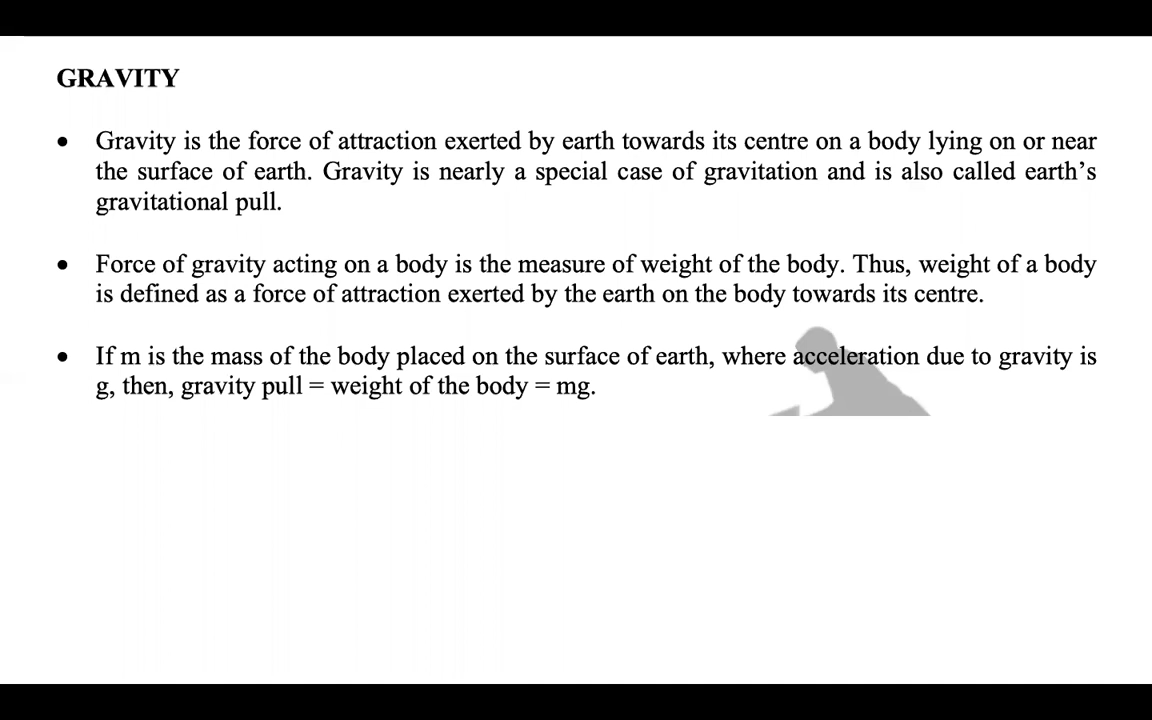 GRAVITY
• Gravity is the force of attraction exerted by earth towards its centre on a body lying on or near
the surface of earth. Gravity is nearly a special case of gravitation and is also called earth’s
gravitational pull.
• Force of gravity acting on a body is the measure of weight of the body. Thus, weight of a body
is defined as a force of attraction exerted by the earth on the body towards its centre.
• If m is the mass of the body placed on the surface of earth, where acceleration due to gravity is
g, then, gravity pull = weight of the body = mg.